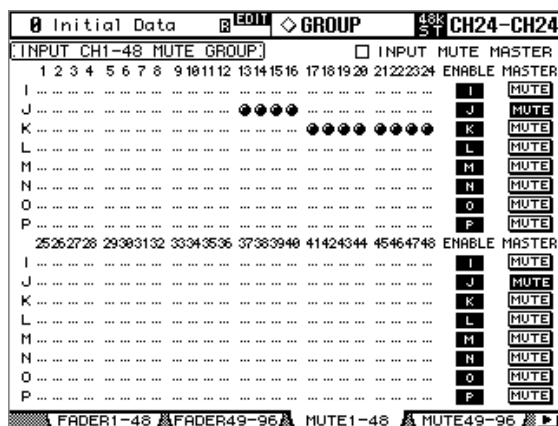 0 Initial Data R EDIT ◇GROUP 48K ST CH24-CH24
INPUT CH1-48 MUTE GROUP INPUT MUTE MASTER
1 2 3 4 5 6 7 8 9 10 11 12 13 14 15 16 17 18 19 20 21 22 23 24 ENABLE MASTER
I I MUTE
J J MUTE
K K MUTE
L L MUTE
M M MUTE
N N MUTE
O O MUTE
P P MUTE
25 26 27 28 29 30 31 32 33 34 35 36 37 38 39 40 41 42 43 44 45 46 47 48 ENABLE MASTER
I I MUTE
J J MUTE
K K MUTE
L L MUTE
M M MUTE
N N MUTE
O O MUTE
P P MUTE
FADER1-48 FADER49-96 MUTE1-48 MUTE49-96